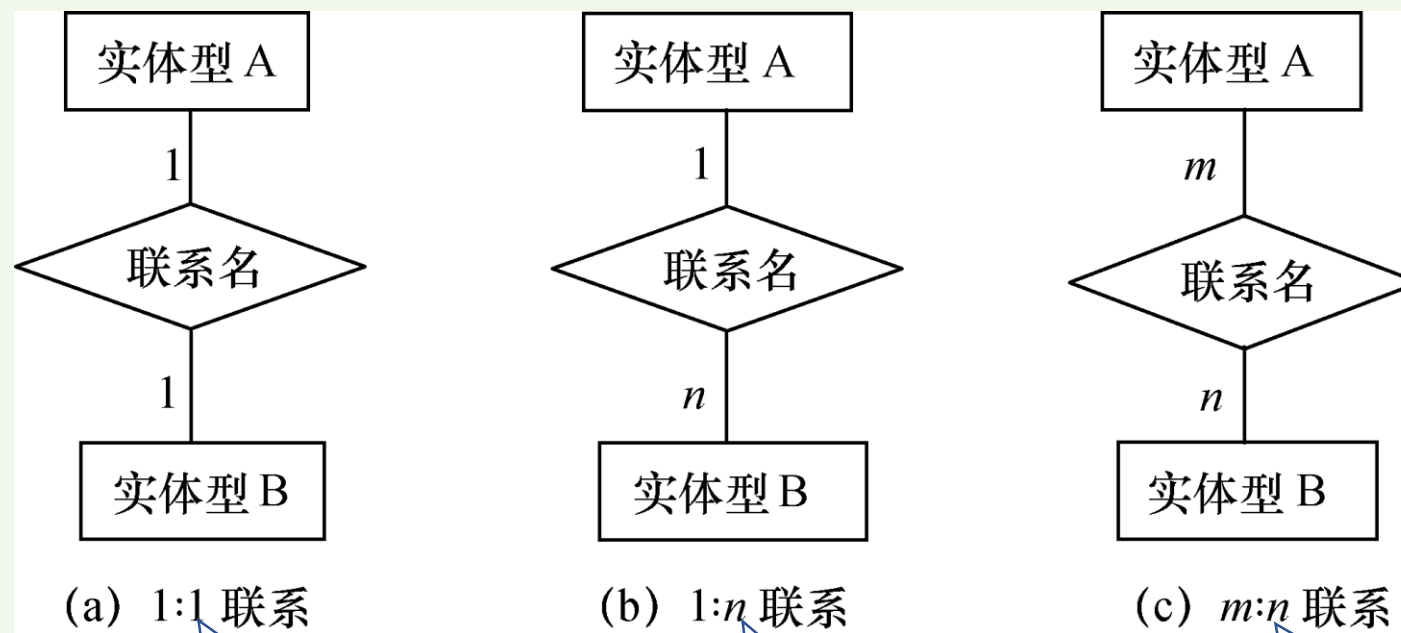 实体型 A
实体型 A
实体型 A
1
1
m
联系名
联系名
联系名
1
n
n
实体型 B
实体型 B
实体型 B
(a) 1:1 联系
(b) 1:n 联系
(c) m:n 联系